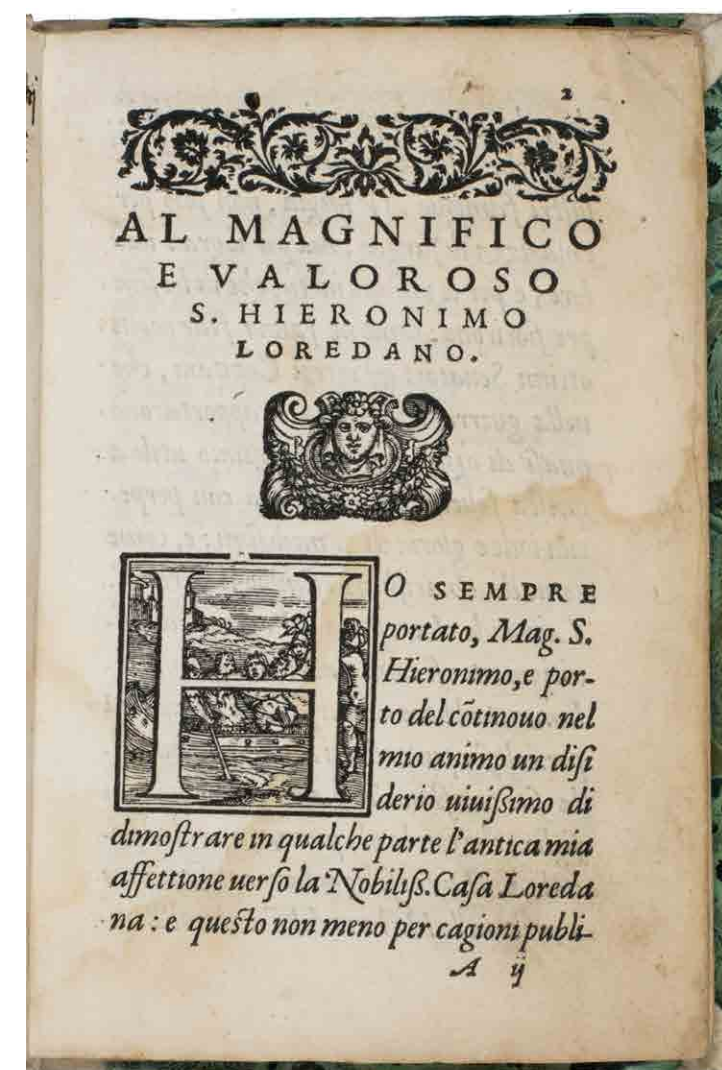 2
AL MAGNIFICO
E VALOROSO
S. HIERONIMO
LOREDANO.
HO SEMPRE
portato, Mag. S.
Hieronimo, e por-
to del cõtinouo nel
mio animo un diſi
derio uiuiſſimo di
dimoſtrare in qualche parte l'antica mia
affettione uerſo la Nobiliſſ. Caſa Loreda
na : e queſto non meno per cagioni publi-
A ij